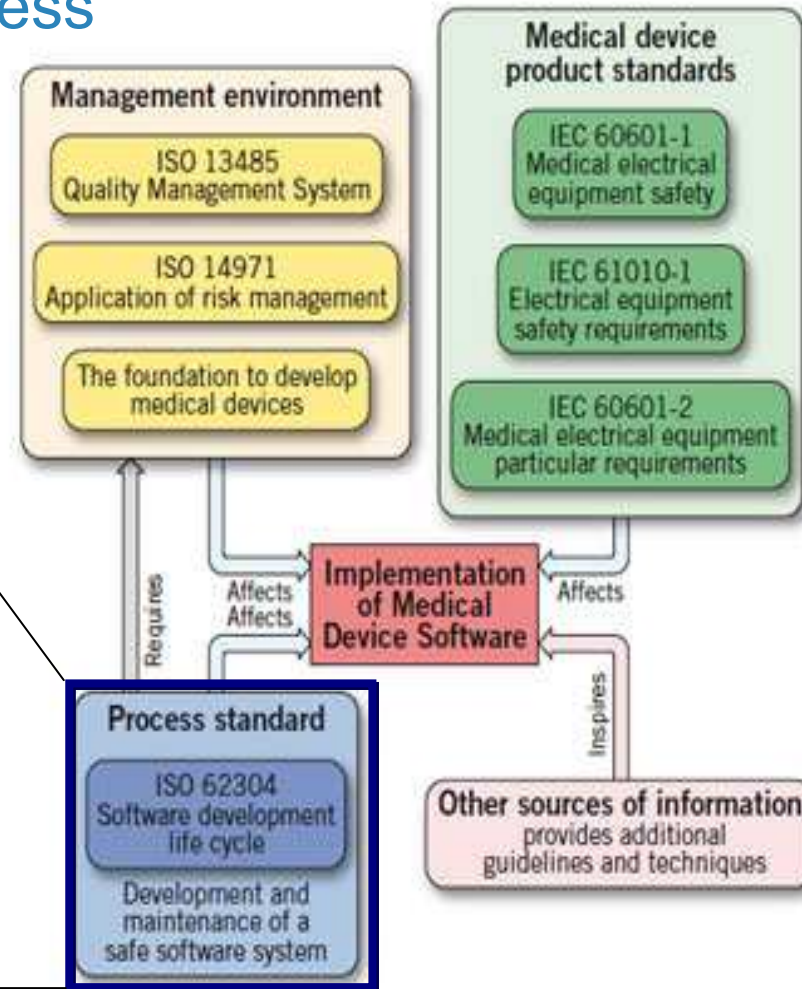 ess
Management environment
ISO 13485
Quality Management System
ISO 14971
Application of risk management
The foundation to develop
medical devices
Medical device
product standards
IEC 60601-1
Medical electrical
equipment safety
IEC 61010-1
Electrical equipment
safety requirements
IEC 60601-2
Medical electrical equipment
particular requirements
Requires
Affects
Affects
Implementation
of Medical
Device Software
Affects
Inspires
Process standard
ISO 62304
Software development
life cycle
Development and
maintenance of a
safe software system
Other sources of information
provides additional
guidelines and techniques